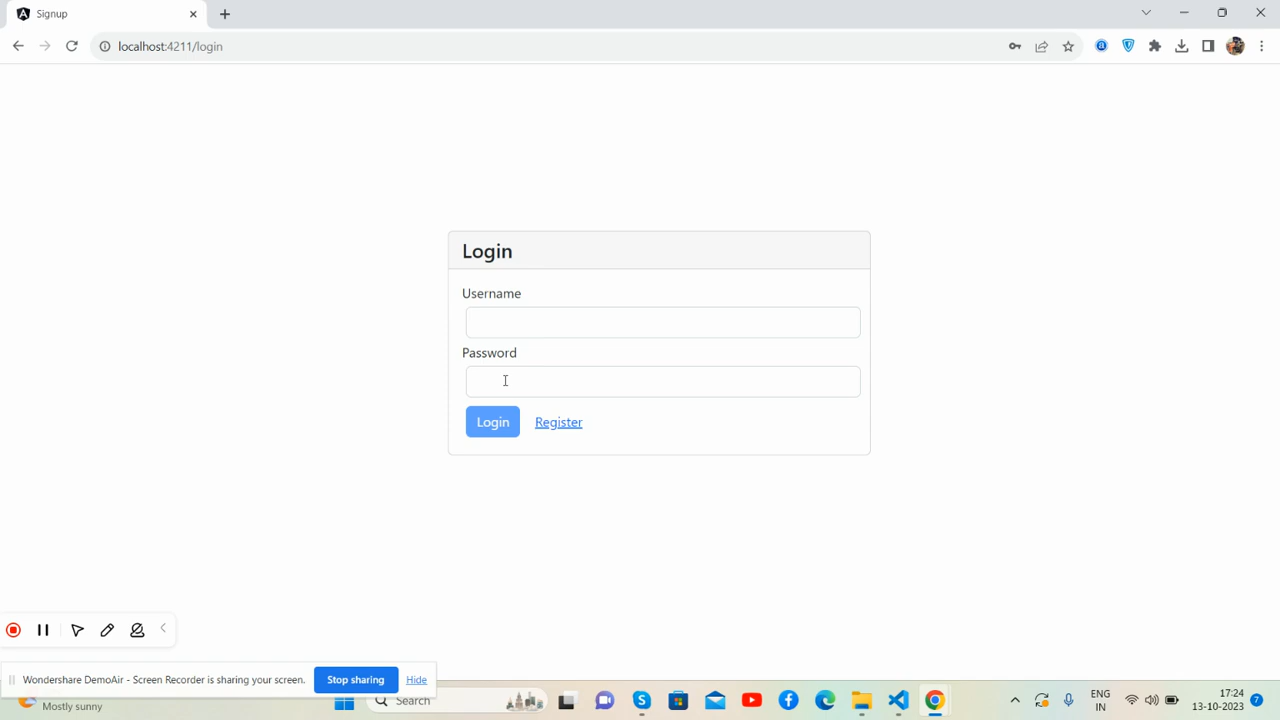 Signup
localhost:4211/login
Login
Username
Password
Login Register
Wondershare DemoAir - Screen Recorder is sharing your screen. Stop sharing Hide
Mostly sunny
Search
ENG
IN
17:24
13-10-2023
7